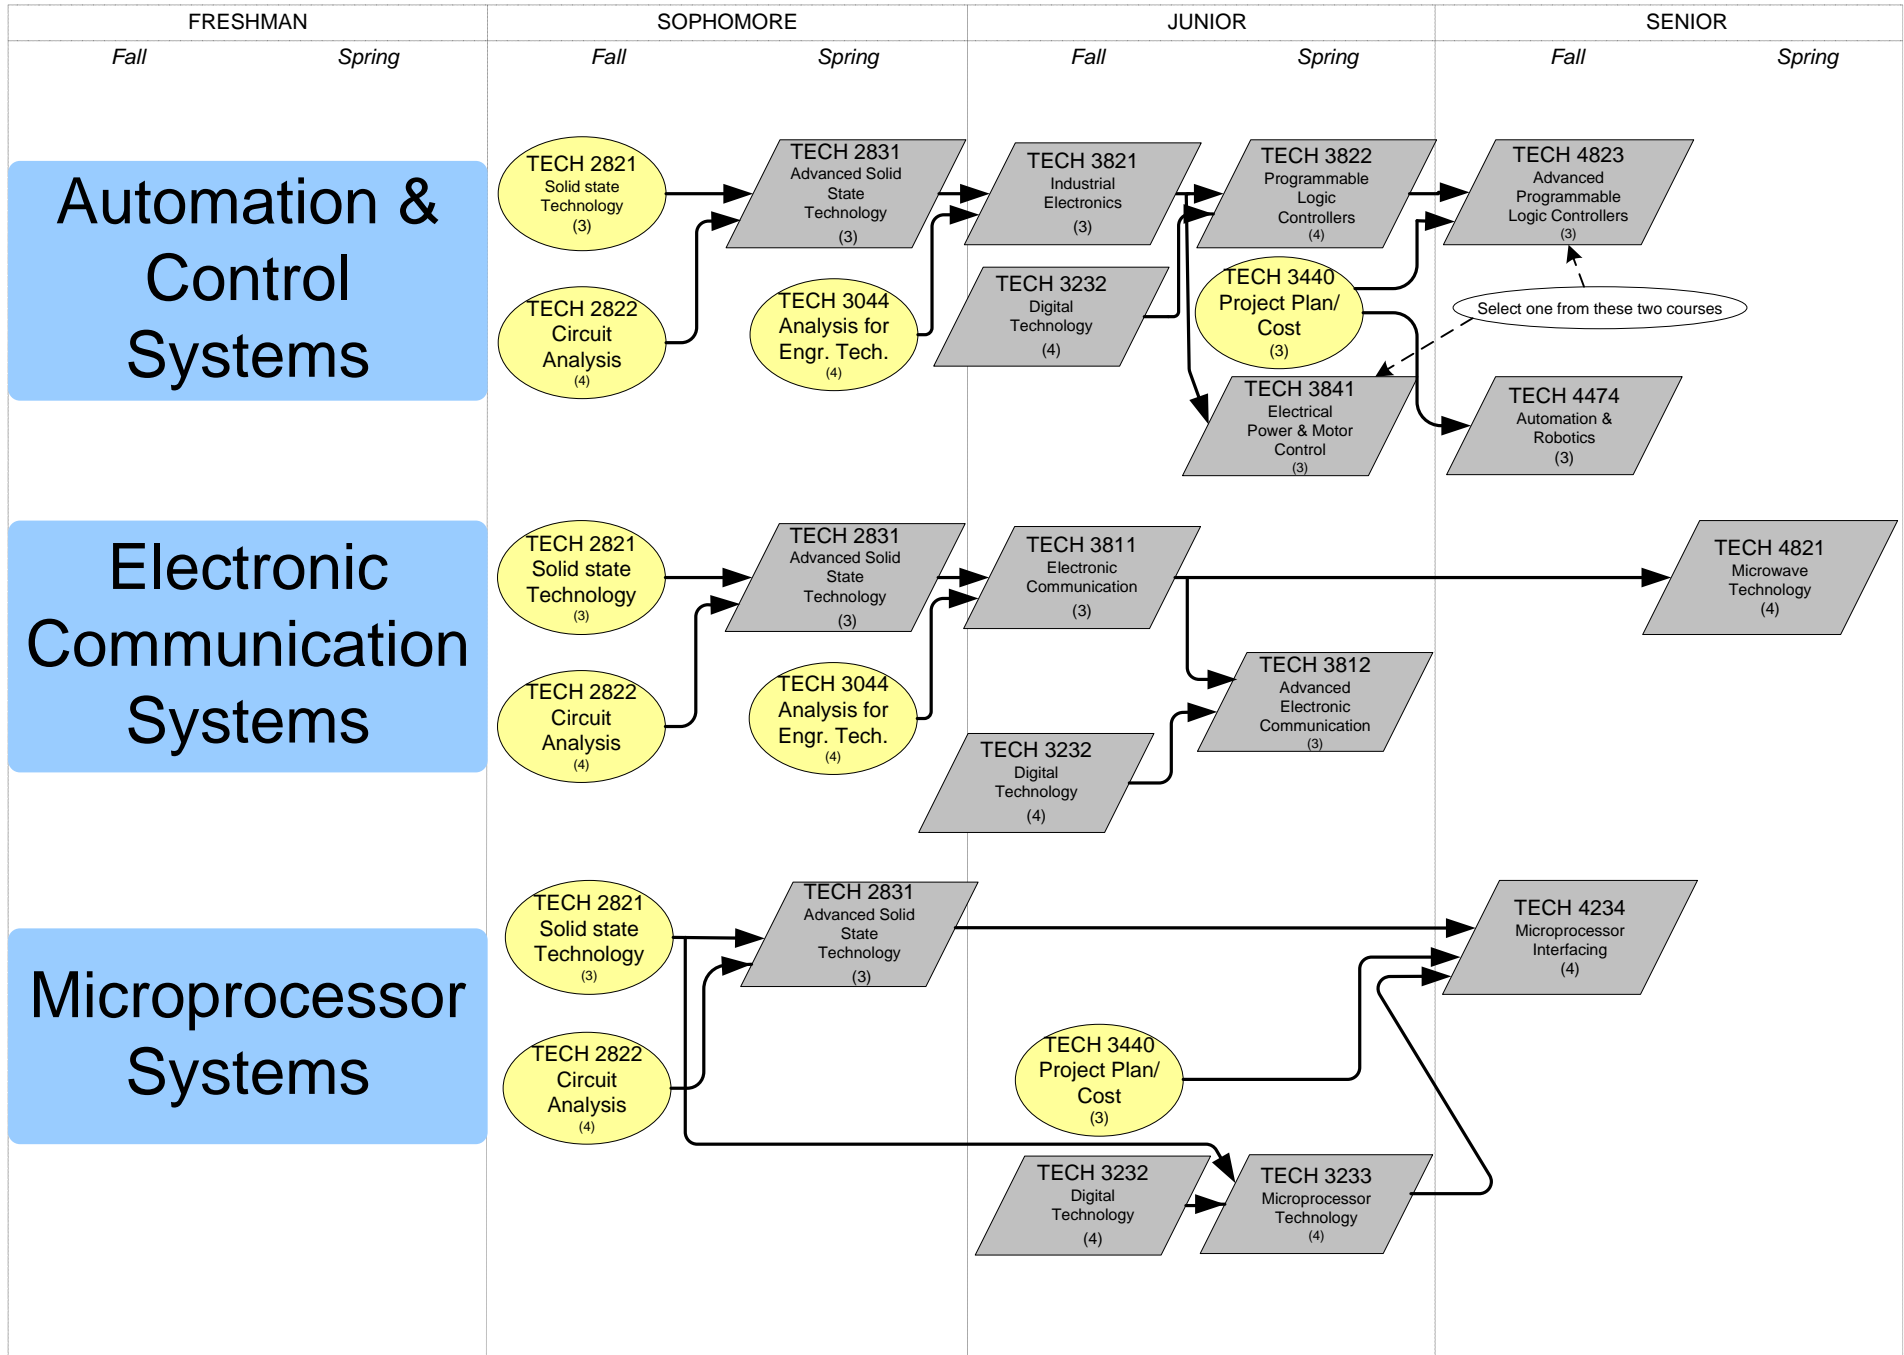 FRESHMAN
SOPHOMORE
JUNIOR
SENIOR
Fall
Spring
Fall
Spring
Fall
Spring
Fall
Spring
Automation &
Control
Systems
TECH 2821
Solid state
Technology
(3)
TECH 2822
Circuit
Analysis
(4)
TECH 2831
Advanced Solid
State
Technology
(3)
TECH 3044
Analysis for
Engr. Tech.
(4)
TECH 3821
Industrial
Electronics
(3)
TECH 3232
Digital
Technology
(4)
TECH 3822
Programmable
Logic
Controllers
(4)
TECH 3440
Project Plan/
Cost
(3)
TECH 3841
Electrical
Power & Motor
Control
(3)
TECH 4823
Advanced
Programmable
Logic Controllers
(3)
Select one from these two courses
TECH 4474
Automation &
Robotics
(3)
Electronic
Communication
Systems
TECH 2821
Solid state
Technology
(3)
TECH 2822
Circuit
Analysis
(4)
TECH 2831
Advanced Solid
State
Technology
(3)
TECH 3044
Analysis for
Engr. Tech.
(4)
TECH 3811
Electronic
Communication
(3)
TECH 3232
Digital
Technology
(4)
TECH 3812
Advanced
Electronic
Communication
(3)
TECH 4821
Microwave
Technology
(4)
Microprocessor
Systems
TECH 2821
Solid state
Technology
(3)
TECH 2822
Circuit
Analysis
(4)
TECH 2831
Advanced Solid
State
Technology
(3)
TECH 3440
Project Plan/
Cost
(3)
TECH 3232
Digital
Technology
(4)
TECH 3233
Microprocessor
Technology
(4)
TECH 4234
Microprocessor
Interfacing
(4)